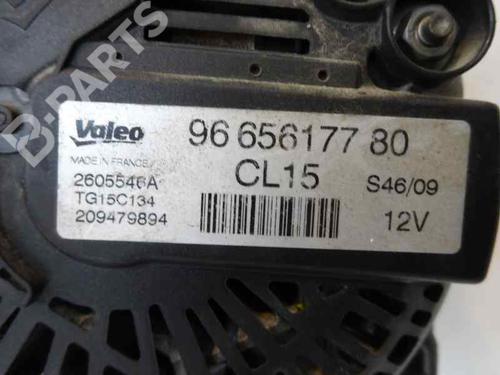 B-PARTS
Valeo
96 656177 80
MADE IN FRANCE
CL15
2605546A
S46/09
TG15C134
209479894
12V